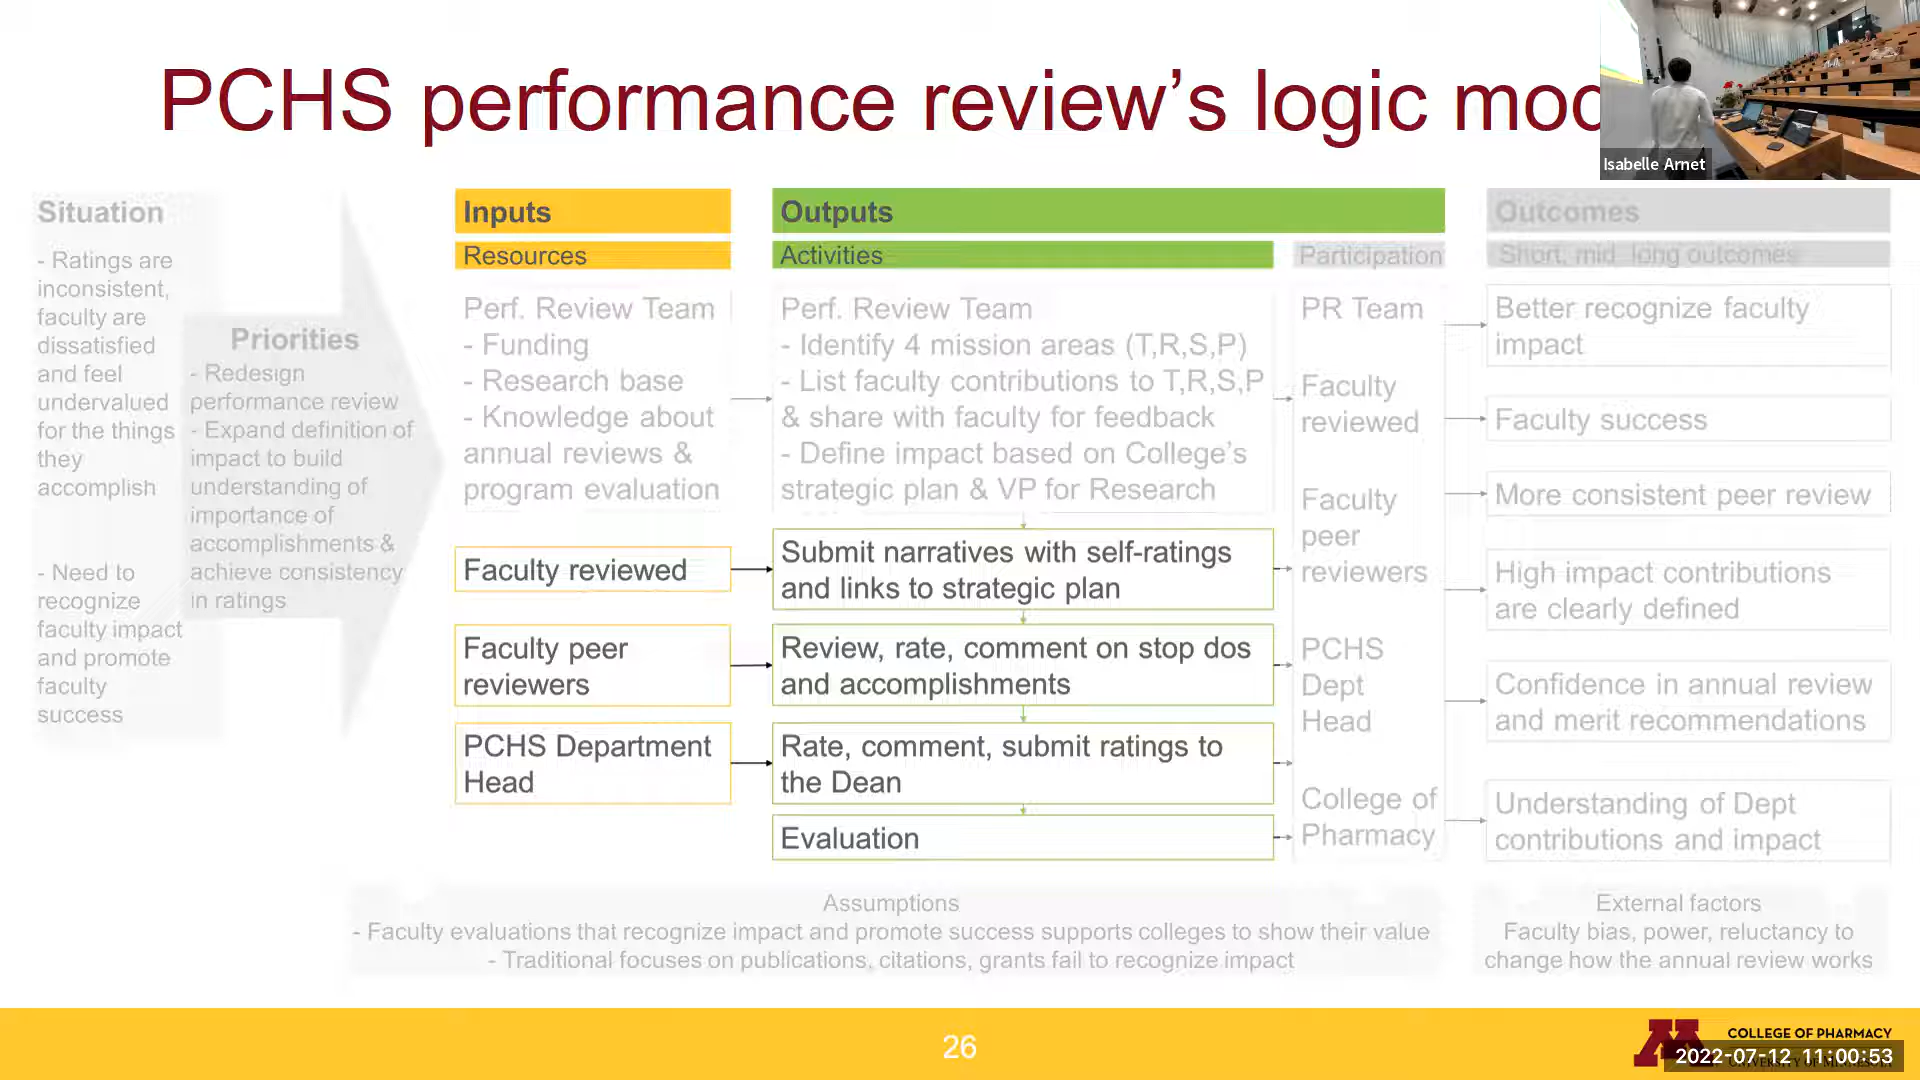 PCHS performance review's logic mod
Isabelle Arnet
Situation
- Ratings are
inconsistent,
faculty are
dissatisfied
and feel
undervalued
for the things
they
accomplish
- Need to
recognize
faculty impact
and promote
faculty
success
Priorities
- Redesign
performance review
- Expand definition of
impact to build
understanding of
importance of
accomplishments &
achieve consistency
in ratings
Inputs
Resources
Perf. Review Team
- Funding
- Research base
- Knowledge about
annual reviews &
program evaluation
Faculty reviewed
Faculty peer
reviewers
PCHS Department
Head
Outputs
Activities
Perf. Review Team
- Identify 4 mission areas (T,R,S,P)
- List faculty contributions to T,R,S,P
& share with faculty for feedback
- Define impact based on College's
strategic plan & VP for Research
Submit narratives with self-ratings
and links to strategic plan
Review, rate, comment on stop dos
and accomplishments
Rate, comment, submit ratings to
the Dean
Evaluation
Participation
PR Team
Faculty
reviewed
Faculty
peer
reviewers
PCHS
Dept
Head
College of
Pharmacy
Outcomes
Short, mid, long outcomes
Better recognize faculty
impact
Faculty success
More consistent peer review
High impact contributions
are clearly defined
Confidence in annual review
and merit recommendations
Understanding of Dept
contributions and impact
Assumptions
- Faculty evaluations that recognize impact and promote success supports colleges to show their value
- Traditional focuses on publications, citations, grants fail to recognize impact
External factors
Faculty bias, power, reluctancy to
change how the annual review works
26
COLLEGE OF PHARMACY
UNIVERSITY OF MINNESOTA
2022-07-12 11:00:53